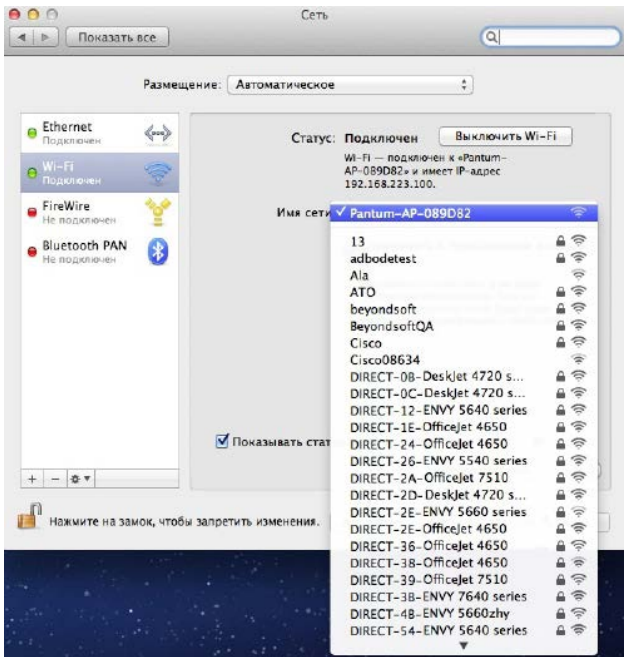 Сеть
Показать все
Размещение: Автоматическое
Ethernet
Подключен
Wi-Fi
Подключен
FireWire
Не подключен
Bluetooth PAN
Не подключен
Статус: Подключен
Выключить Wi-Fi
Wi-Fi — подключен к «Pantum-
AP-089D82» и имеет IP-адрес
192.168.223.100.
Имя сети
✓ Pantum-AP-089D82
13
adbodetest
Ala
ATO
beyondsoft
BeyondsoftQA
Cisco
Cisco08634
DIRECT-0B-DeskJet 4720 s...
DIRECT-0C-DeskJet 4720 s...
DIRECT-12-ENVY 5640 series
DIRECT-1E-OfficeJet 4650
DIRECT-24-OfficeJet 4650
DIRECT-26-ENVY 5540 series
DIRECT-2A-OfficeJet 7510
DIRECT-2D-DeskJet 4720 s...
DIRECT-2E-ENVY 5660 series
DIRECT-2E-OfficeJet 4650
DIRECT-36-OfficeJet 4650
DIRECT-38-OfficeJet 4650
DIRECT-39-OfficeJet 7510
DIRECT-3B-ENVY 7640 series
DIRECT-4B-ENVY 5660zhy
DIRECT-54-ENVY 5640 series
Показывать стат
Нажмите на замок, чтобы запретить изменения.